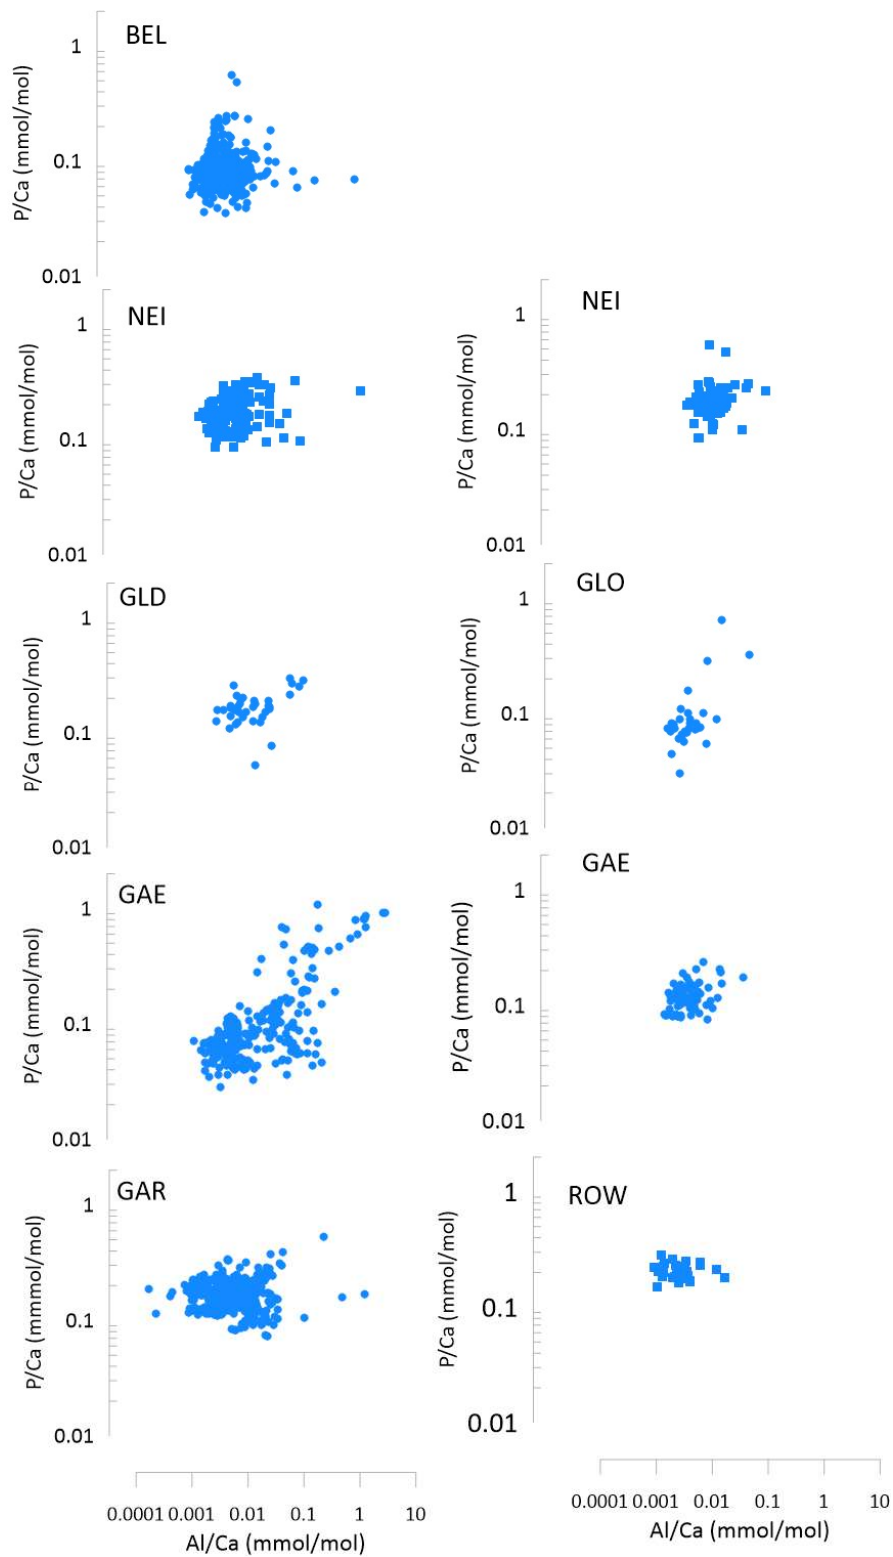 BEL
1
0.1
0.01
P/Ca (mmol/mol)
NEI
1
0.1
0.01
P/Ca (mmol/mol)
NEI
1
0.1
0.01
P/Ca (mmol/mol)
GLD
1
0.1
0.01
P/Ca (mmol/mol)
GLO
1
0.1
0.01
P/Ca (mmol/mol)
GAE
1
0.1
0.01
P/Ca (mmol/mol)
GAE
1
0.1
0.01
P/Ca (mmol/mol)
GAR
1
0.1
0.01
P/Ca (mmmol/mol)
ROW
1
0.1
0.01
P/Ca (mmol/mol)
0.0001 0.001 0.01 0.1 1 10
Al/Ca (mmol/mol)
0.0001 0.001 0.01 0.1 1 10
Al/Ca (mmol/mol)